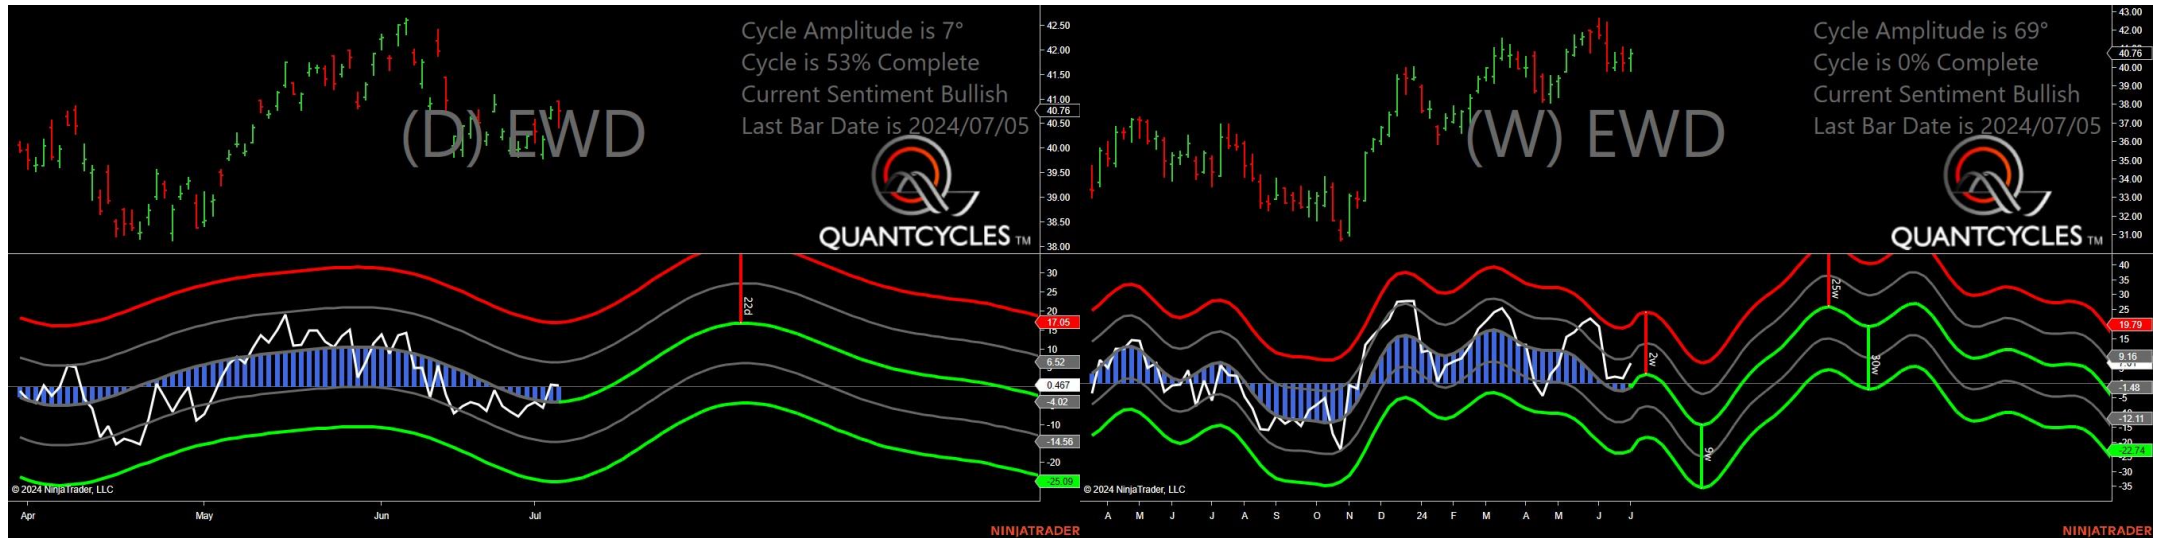 Cycle Amplitude is 7°
Cycle is 53% Complete
Current Sentiment Bullish
Last Bar Date is 2024/07/05
(D) EWD
QUANTCYCLES TM
42.50
42.00
41.50
41.00
40.76
40.50
40.00
39.50
39.00
38.50
38.00
22d
30
25
20
17.05
15
10
6.52
0.467
-4.02
-10
-14.56
-20
-25.09
© 2024 NinjaTrader, LLC
Apr May Jun Jul
NINJATRADER
Cycle Amplitude is 69°
Cycle is 0% Complete
Current Sentiment Bullish
Last Bar Date is 2024/07/05
(W) EWD
QUANTCYCLES TM
43.00
42.00
40.76
40.00
39.00
38.00
37.00
36.00
35.00
34.00
33.00
32.00
31.00
2w
9w
25w
30w
40
35
30
25
19.79
15
9.16
-1.48
-5
-12.11
-15
-22.74
-30
-35
© 2024 NinjaTrader, LLC
A M J J A S O N D 24 F M A M J J
NINJATRADER